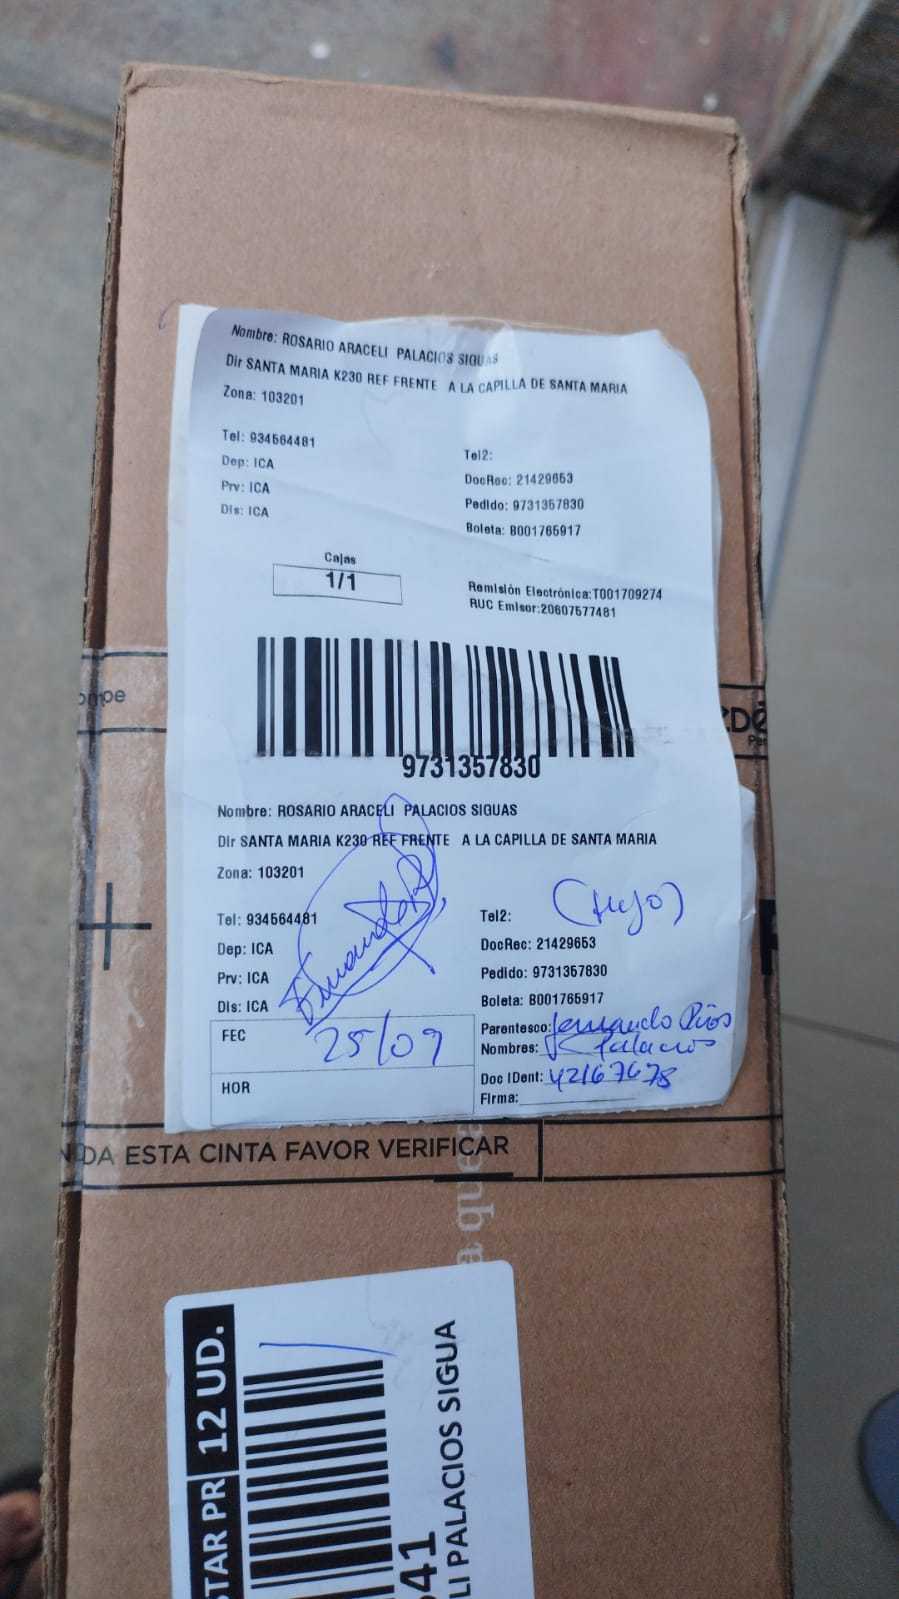 Nombre: ROSARIO ARACELI PALACIOS SIGUAS
Dir SANTA MARIA K230 REF FRENTE A LA CAPILLA DE SANTA MARIA
Zona: 103201
Tel: 934564481
Tel2:
Dep: ICA
DocRec: 21429653
Prv: ICA
Pedido: 9731357830
Dis: ICA
Boleta: B001765917
Cajas
1/1
Remisión Electrónica:T001709274
RUC Emisor:20607577481
ompe
9731357830
Nombre: ROSARIO ARACELI PALACIOS SIGUAS
Dir SANTA MARIA K230 REF FRENTE A LA CAPILLA DE SANTA MARIA
Zona: 103201
(Hijo)
Tel: 934564481
Tel2:
Dep: ICA
DocRec: 21429653
Prv: ICA
Pedido: 9731357830
Dis: ICA
Boleta: B001765917
FEC 25/09
Parentesco: Fernando Rios
Nombres: Palacios
HOR
Doc IDent: 42167678
Firma:
DA ESTA CINTA FAVOR VERIFICAR
a que
STAR PR 12 UD.
41
LI PALACIOS SIGUA